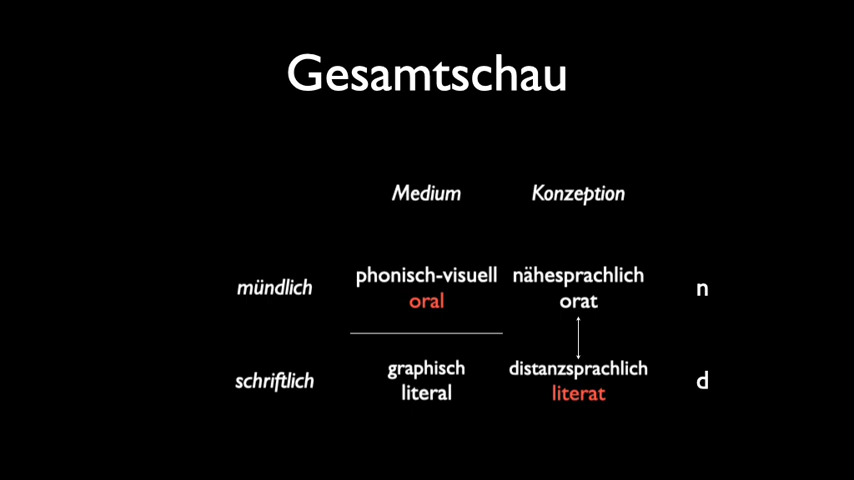 Gesamtschau
Medium Konzeption
mündlich phonisch-visuell nähesprachlich n
oral orat
schriftlich graphisch distanzsprachlich d
literal literat